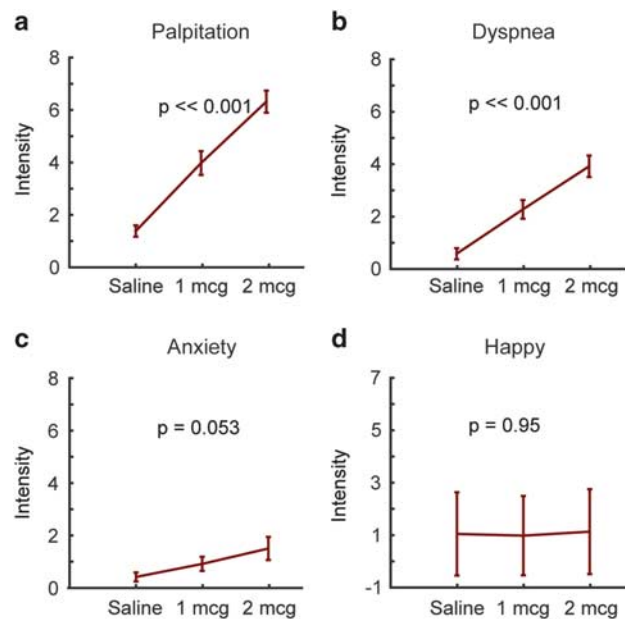 a
Palpitation
8
6
4
2
0
Intensity
p << 0.001
Saline 1 mcg 2 mcg
b
Dyspnea
8
6
4
2
0
Intensity
p << 0.001
Saline 1 mcg 2 mcg
c
Anxiety
8
6
4
2
0
Intensity
p = 0.053
Saline 1 mcg 2 mcg
d
Happy
7
5
3
1
-1
Intensity
p = 0.95
Saline 1 mcg 2 mcg